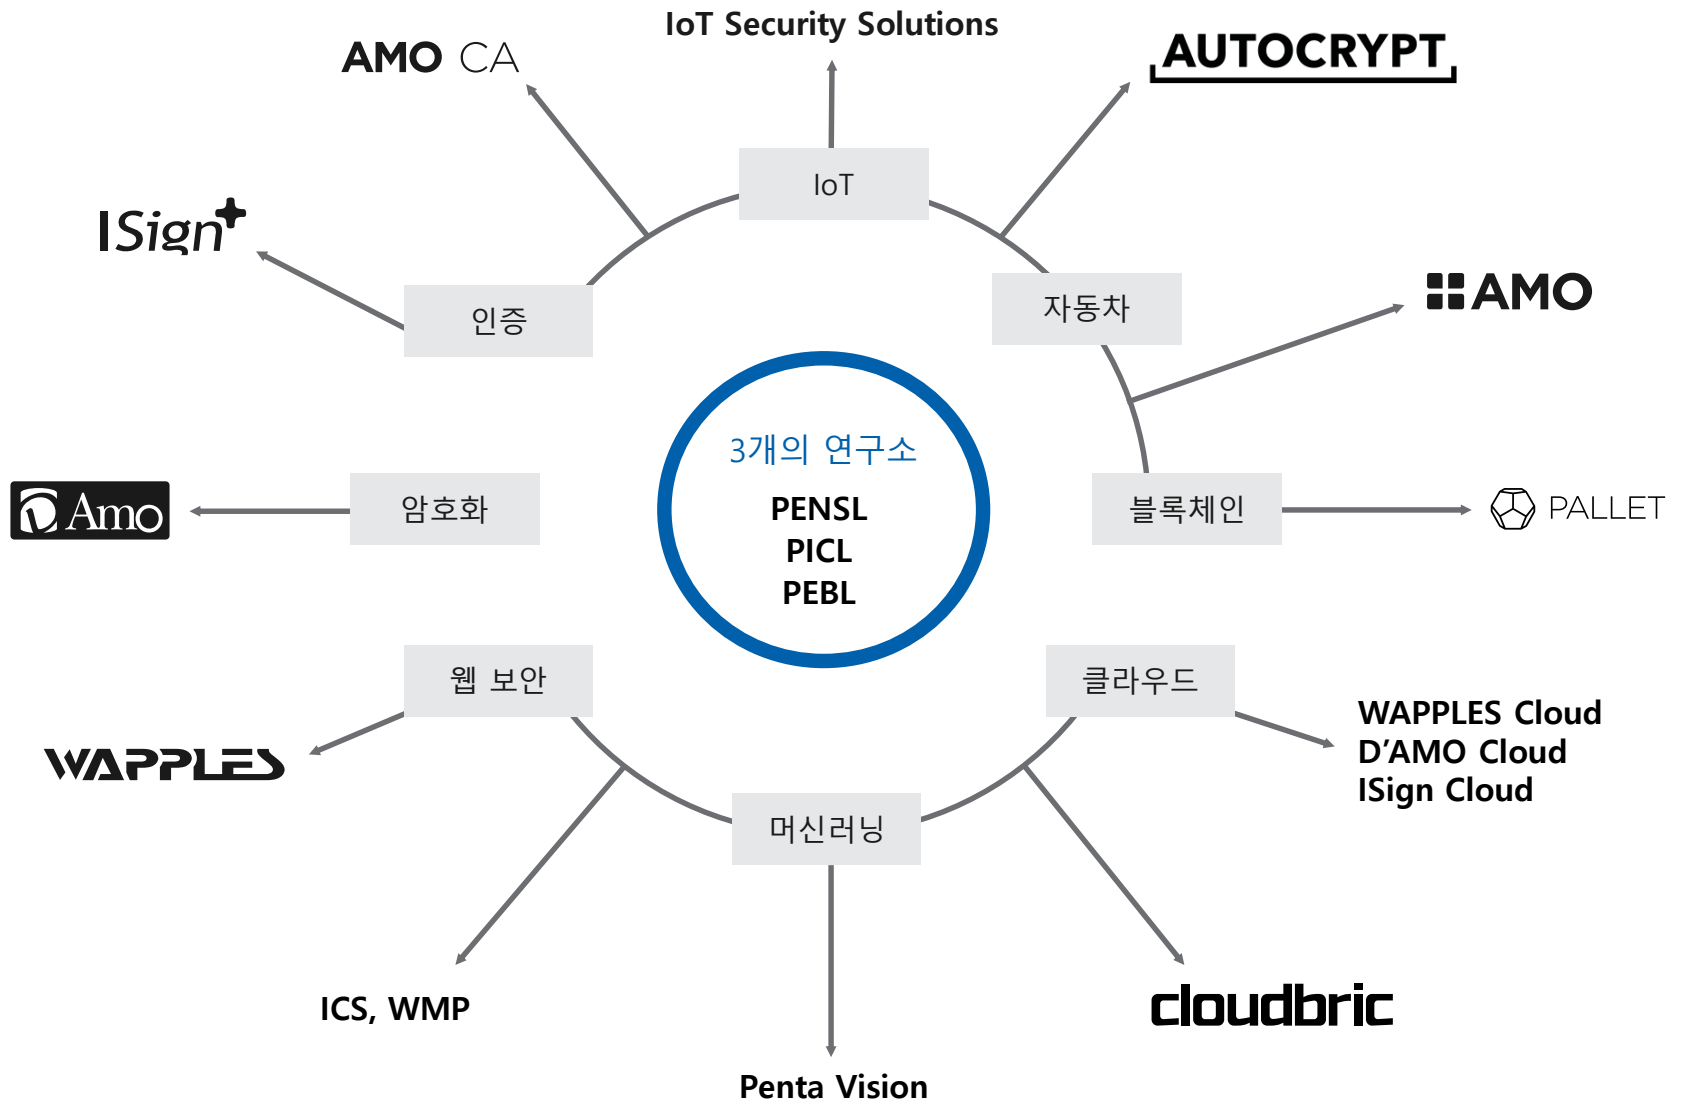 IoT Security Solutions
AMO CA
AUTOCRYPT
IoT
ISign+
인증
자동차
AMO
3개의 연구소
PENSL
PICL
PEBL
D'Amo
암호화
블록체인
PALLET
웹 보안
클라우드
WAPPLES
WAPPLES Cloud
D’AMO Cloud
ISign Cloud
머신러닝
ICS, WMP
cloudbric
Penta Vision